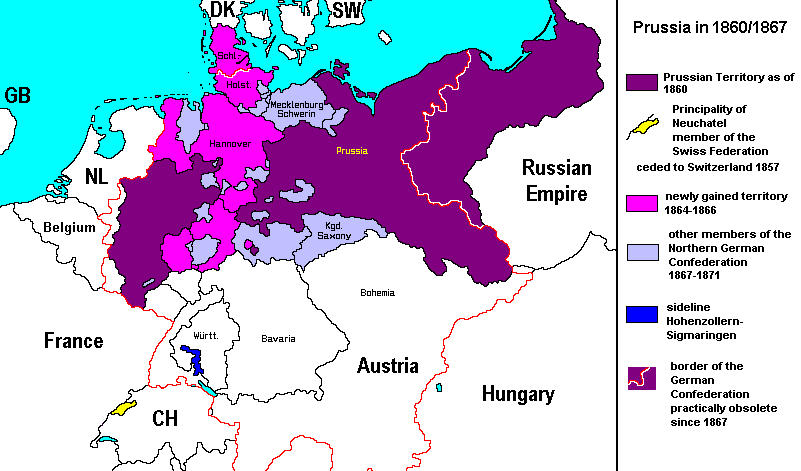 DK
SW
Prussia in 1860/1867
Schl.
Holst.
GB
Mecklenburg
Schwerin
Hannover
Prussia
NL
Russian
Empire
Belgium
Kgd.
Saxony
Bohemia
France
Württ.
Bavaria
Austria
Hungary
CH
Prussian Territory as of
1860
Principality of
Neuchatel
member of the
Swiss Federation
ceded to Switzerland 1857
newly gained territory
1864-1866
other members of the
Northern German
Confederation
1867-1871
sideline
Hohenzollern-
Sigmaringen
border of the
German
Confederation
practically obsolete
since 1867